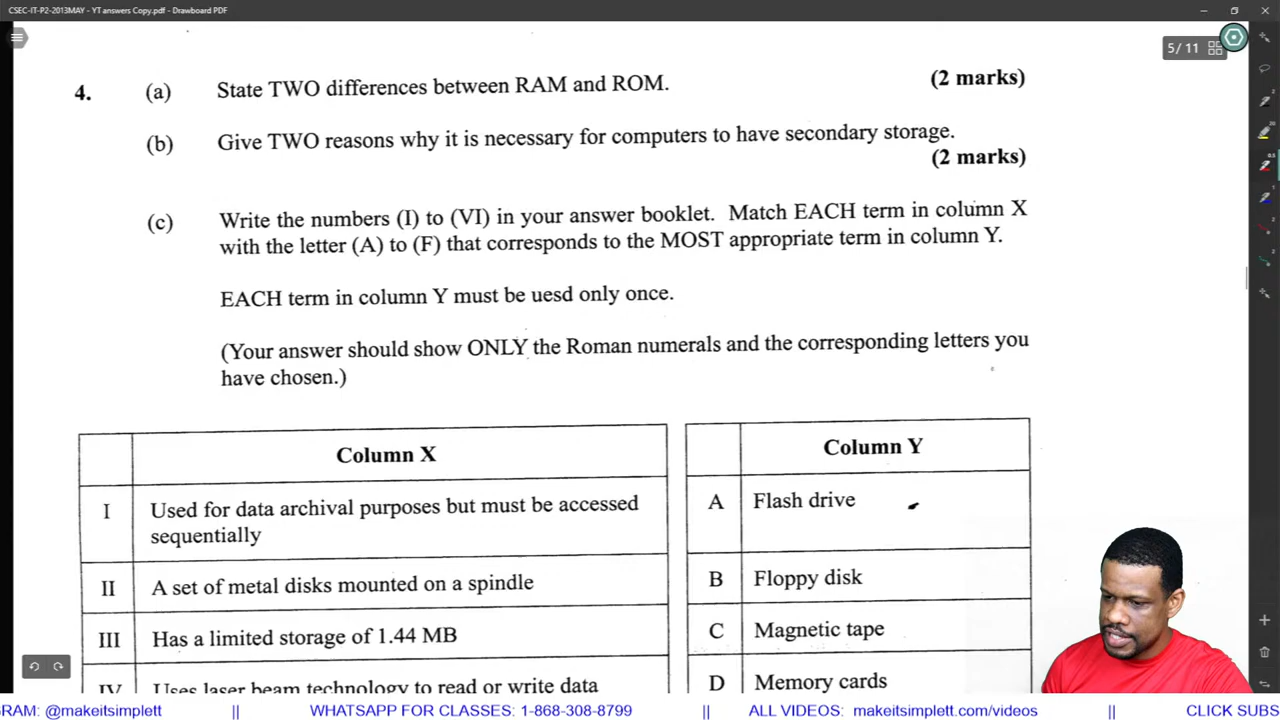 CSEC-IT-P2-2013MAY - YT answers Copy.pdf - Drawboard PDF
5 / 11
4. (a) State TWO differences between RAM and ROM. (2 marks)
(b) Give TWO reasons why it is necessary for computers to have secondary storage.
(2 marks)
(c) Write the numbers (I) to (VI) in your answer booklet. Match EACH term in column X
with the letter (A) to (F) that corresponds to the MOST appropriate term in column Y.
EACH term in column Y must be uesd only once.
(Your answer should show ONLY the Roman numerals and the corresponding letters you
have chosen.)
Column X
I Used for data archival purposes but must be accessed
sequentially
II A set of metal disks mounted on a spindle
III Has a limited storage of 1.44 MB
IV Uses laser beam technology to read or write data
Column Y
A Flash drive
B Floppy disk
C Magnetic tape
D Memory cards
GRAM: @makeitsimplett || WHATSAPP FOR CLASSES: 1-868-308-8799 || ALL VIDEOS: makeitsimplett.com/videos || CLICK SUBS